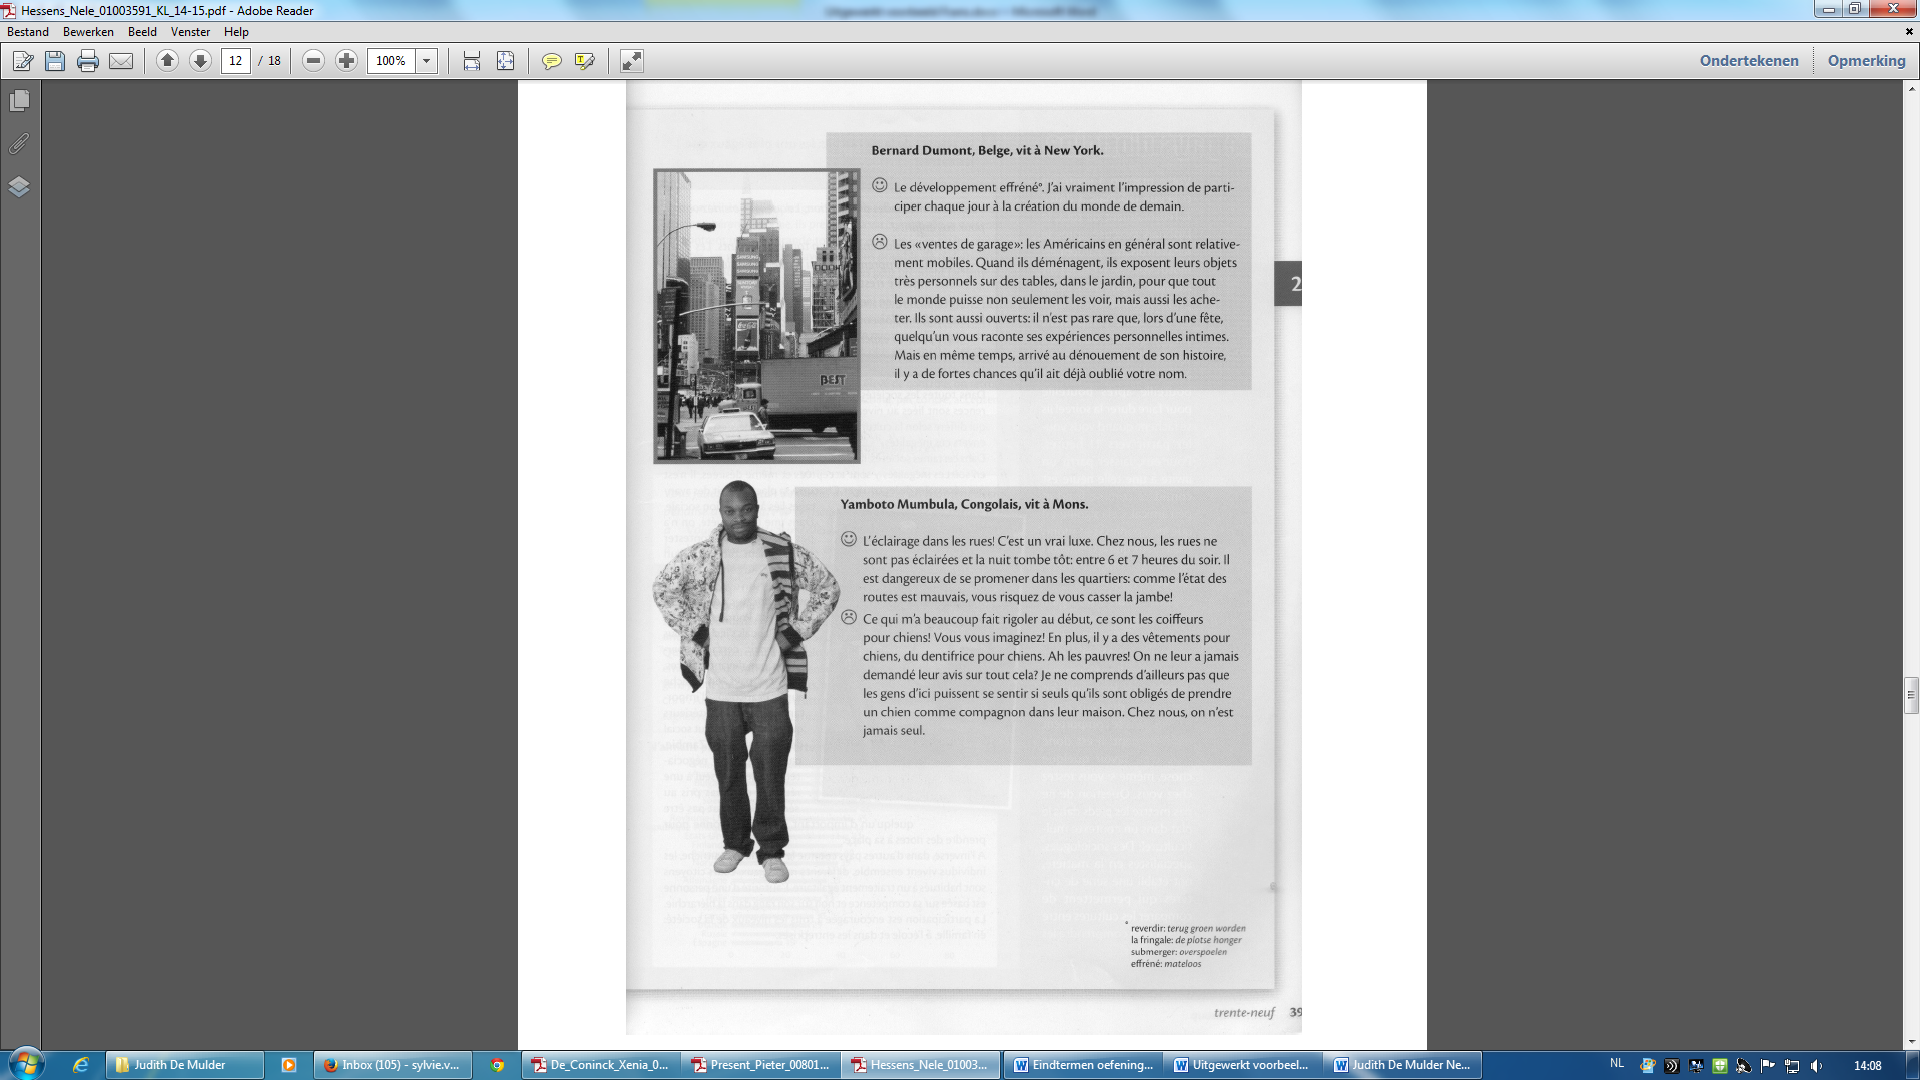 Hessens_Nele_01003591_KL_14-15.pdf - Adobe Reader
Bestand Bewerken Beeld Venster Help
12 / 18 100% Ondertekenen Opmerking
Bernard Dumont, Belge, vit à New York.
Le développement effréné°. J'ai vraiment l'impression de parti-
ciper chaque jour à la création du monde de demain.
Les «ventes de garage»: les Américains en général sont relative-
ment mobiles. Quand ils déménagent, ils exposent leurs objets
très personnels sur des tables, dans le jardin, pour que tout
le monde puisse non seulement les voir, mais aussi les ache-
ter. Ils sont aussi ouverts: il n'est pas rare que, lors d'une fête,
quelqu'un vous raconte ses expériences personnelles intimes.
Mais en même temps, arrivé au dénouement de son histoire,
il y a de fortes chances qu'il ait déjà oublié votre nom.
2
SAMSUNG
Coca-Cola
BEST
Yamboto Mumbula, Congolais, vit à Mons.
L'éclairage dans les rues! C'est un vrai luxe. Chez nous, les rues ne
sont pas éclairées et la nuit tombe tôt: entre 6 et 7 heures du soir. Il
est dangereux de se promener dans les quartiers: comme l'état des
routes est mauvais, vous risquez de vous casser la jambe!
Ce qui m'a beaucoup fait rigoler au début, ce sont les coiffeurs
pour chiens! Vous vous imaginez! En plus, il y a des vêtements pour
chiens, du dentifrice pour chiens. Ah les pauvres! On ne leur a jamais
demandé leur avis sur tout cela? Je ne comprends d'ailleurs pas que
les gens d'ici puissent se sentir si seuls qu'ils sont obligés de prendre
un chien comme compagnon dans leur maison. Chez nous, on n'est
jamais seul.
° reverdir: terug groen worden
la fringale: de plotse honger
submerger: overspoelen
effréné: mateloos
trente-neuf 39
Judith De Mulder
Inbox (105) - sylvie.v...
De_Coninck_Xenia_0...
Present_Pieter_00801...
Hessens_Nele_01003...
Eindtermen oefening...
Uitgewerkt voorbeel...
Judith De Mulder Ne...
NL
14:08